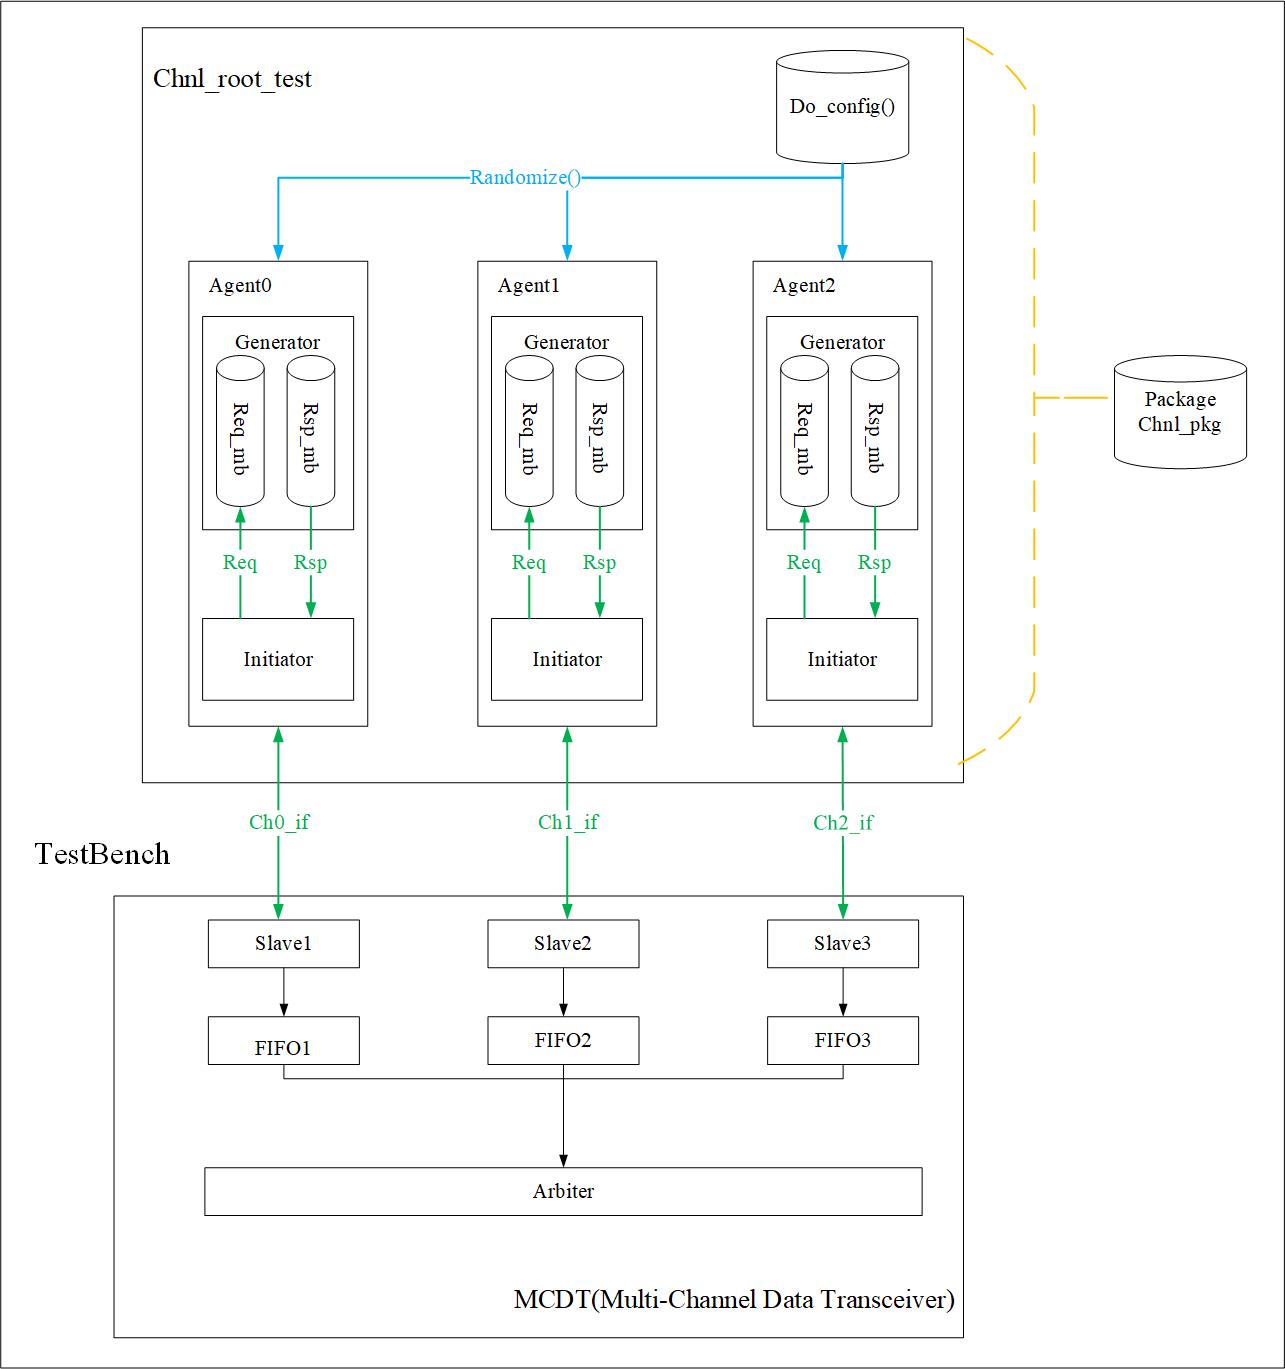 Chnl_root_test
Do_config()
Randomize()
Agent0
Agent1
Agent2
Generator
Generator
Generator
Req_mb
Rsp_mb
Req_mb
Rsp_mb
Req_mb
Rsp_mb
Package
Chnl_pkg
Req
Rsp
Req
Rsp
Req
Rsp
Initiator
Initiator
Initiator
Ch0_if
Ch1_if
Ch2_if
TestBench
Slave1
Slave2
Slave3
FIFO1
FIFO2
FIFO3
Arbiter
MCDT(Multi-Channel Data Transceiver)